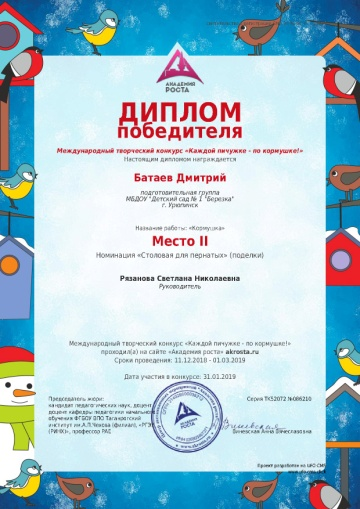 АКАДЕМИЯ
РОСТА
ДИПЛОМ
победителя
Международный творческий конкурс «Каждой пичужке - по кормушке!»
Настоящим дипломом награждается
Батаев Дмитрий
подготовительная группа
МБДОУ "Детский сад № 1 "Березка"
г. Урюпинск
Название работы: «Кормушка»
Место II
Номинация «Столовая для пернатых» (поделки)
Рязанова Светлана Николаевна
Руководитель
Международный творческий конкурс «Каждой пичужке - по кормушке!»
проходил(а) на сайте «Академия роста» akrosta.ru
Сроки проведения: 11.12.2018 - 01.03.2019
Дата участия в конкурсе: 31.01.2019
Председатель жюри:
кандидат педагогических наук, доцент
доцент кафедры педагогики начального
обучения ФГБОУ ВПО Таганрогский
институт им.А.П.Чехова (филиал), «РГЭУ
(РИНХ)», профессор РАЕ
Серия ТК52072 №086210
Виневская Анна Вячеславовна
Проект разработан на uFO CMS